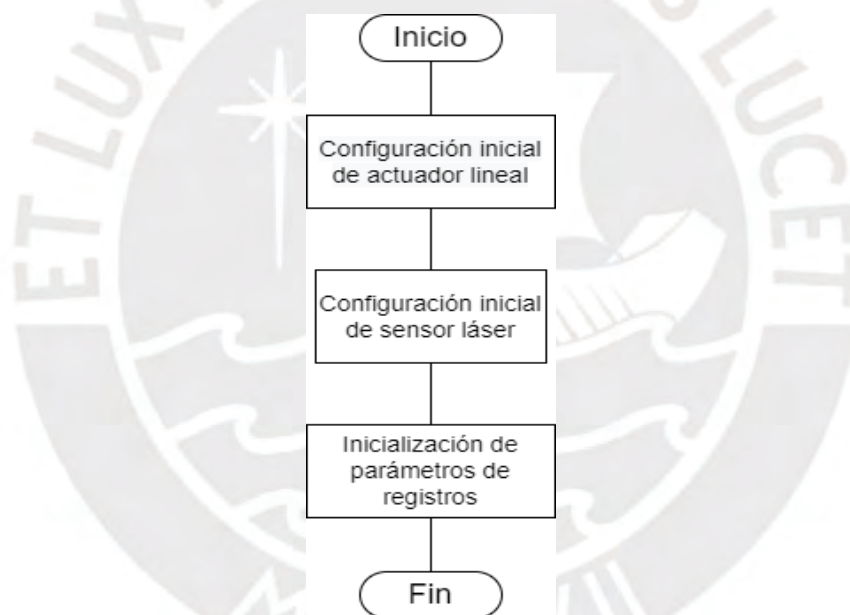 Inicio
Configuración inicial
de actuador lineal
Configuración inicial
de sensor láser
Inicialización de
parámetros de
registros
Fin
ET LUX
LUCET